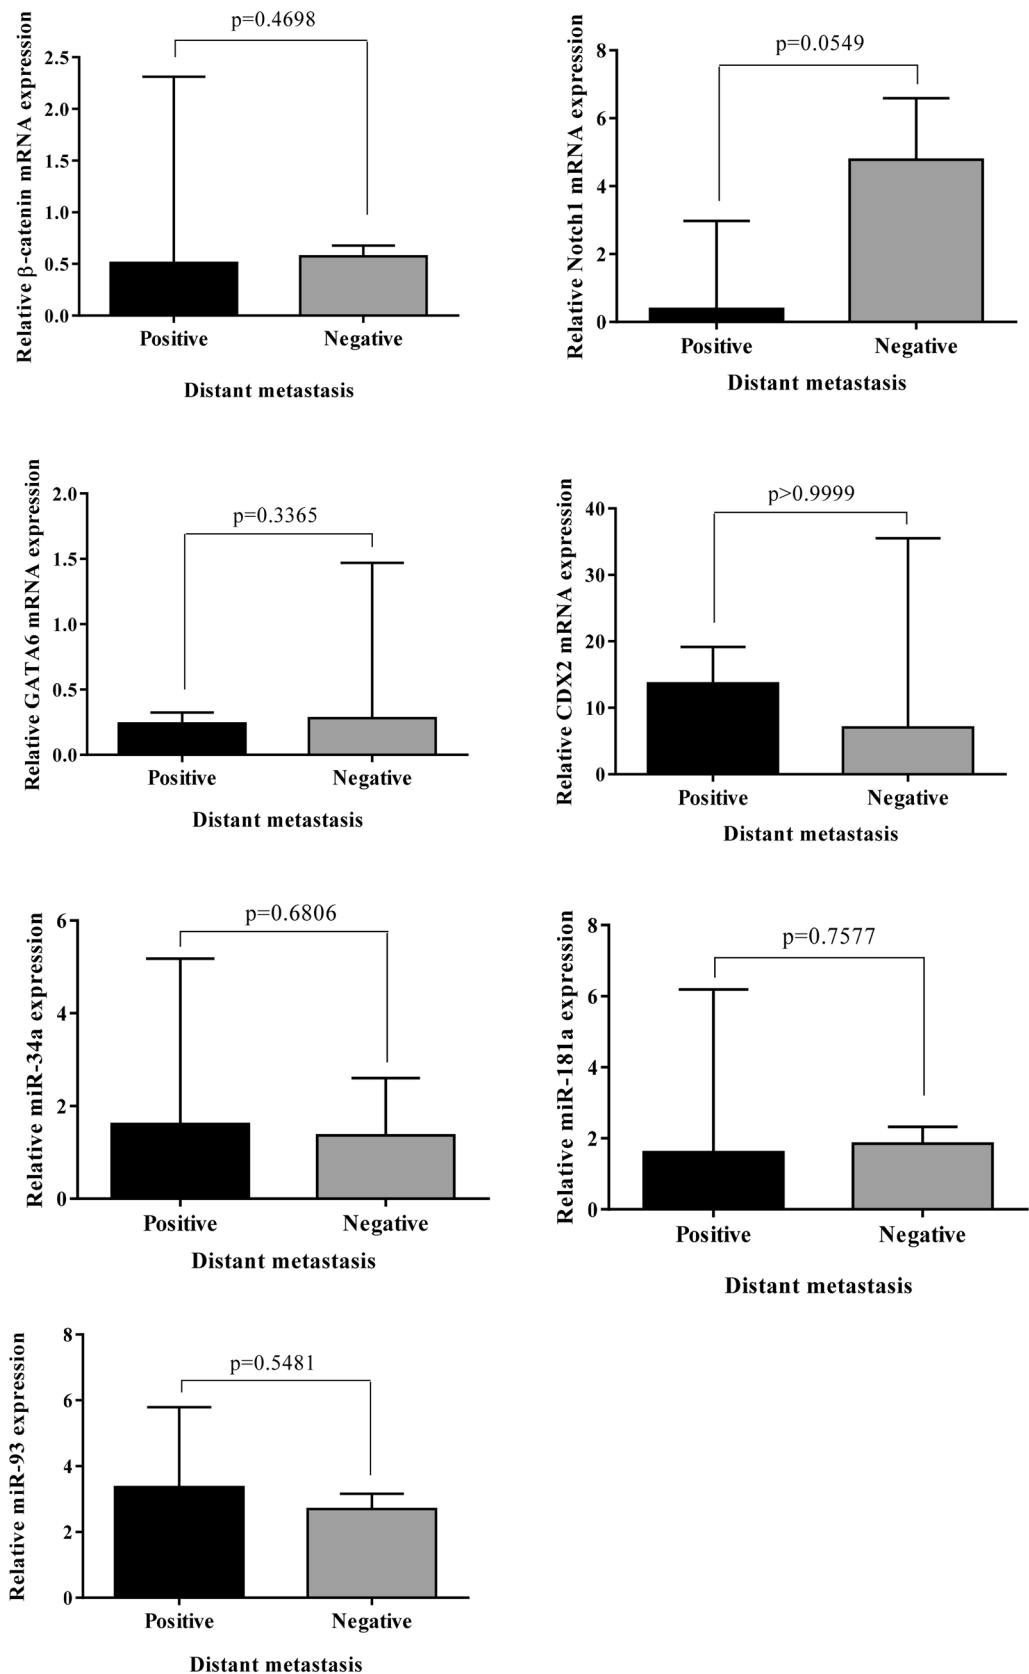 p=0.4698
Relative β-catenin mRNA expression
2.5
2.0
1.5
1.0
0.5
0.0
Positive
Negative
Distant metastasis
p=0.0549
Relative Notch1 mRNA expression
8
6
4
2
0
Positive
Negative
Distant metastasis
p=0.3365
Relative GATA6 mRNA expression
2.0
1.5
1.0
0.5
0.0
Positive
Negative
Distant metastasis
p>0.9999
Relative CDX2 mRNA expression
40
30
20
10
0
Positive
Negative
Distant metastasis
p=0.6806
Relative miR-34a expression
6
4
2
0
Positive
Negative
Distant metastasis
p=0.7577
Relative miR-181a expression
8
6
4
2
0
Positive
Negative
Distant metastasis
p=0.5481
Relative miR-93 expression
8
6
4
2
0
Positive
Negative
Distant metastasis